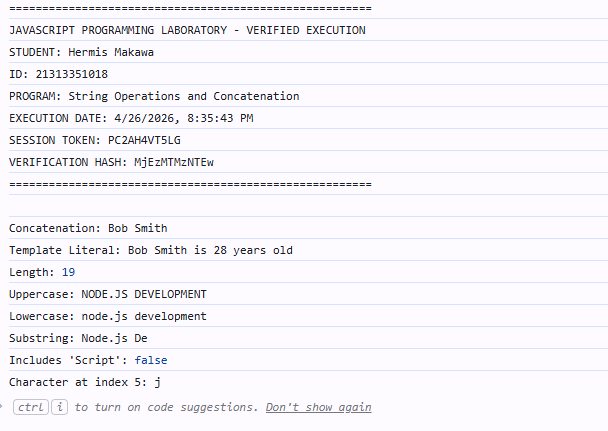 =======================================================
JAVASCRIPT PROGRAMMING LABORATORY - VERIFIED EXECUTION
STUDENT: Hermis Makawa
ID: 21313351018
PROGRAM: String Operations and Concatenation
EXECUTION DATE: 4/26/2026, 8:35:43 PM
SESSION TOKEN: PC2AH4VT5LG
VERIFICATION HASH: MjEzMTMzNTEw
=======================================================
Concatenation: Bob Smith
Template Literal: Bob Smith is 28 years old
Length: 19
Uppercase: NODE.JS DEVELOPMENT
Lowercase: node.js development
Substring: Node.js De
Includes 'Script': false
Character at index 5: j
ctrl i to turn on code suggestions. Don't show again